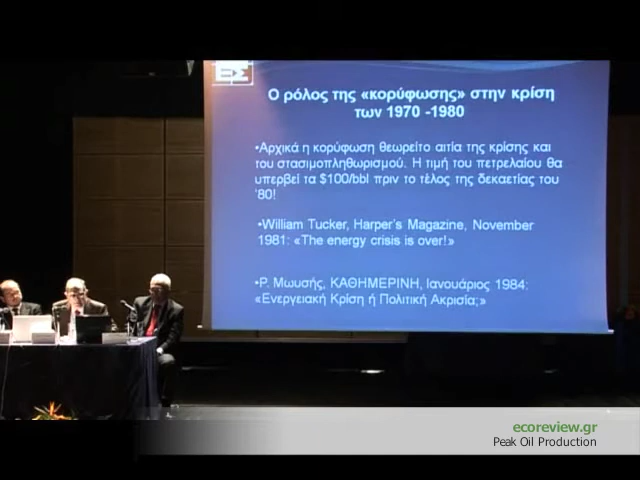 ΕΣ
Ο ρόλος της «κορύφωσης» στην κρίση
των 1970 -1980
•Αρχικά η κορύφωση θεωρείτο αιτία της κρίσης και
του στασιμοπληθωρισμού. Η τιμή του πετρελαίου θα
υπερβεί τα $100/bbl πριν το τέλος της δεκαετίας του
'80!
•William Tucker, Harper's Magazine, November
1981: «The energy crisis is over!»
•Ρ. Μωυσής, ΚΑΘΗΜΕΡΙΝΗ, Ιανουάριος 1984:
«Ενεργειακή Κρίση ή Πολιτική Ακρισία;»
ecoreview.gr
Peak Oil Production